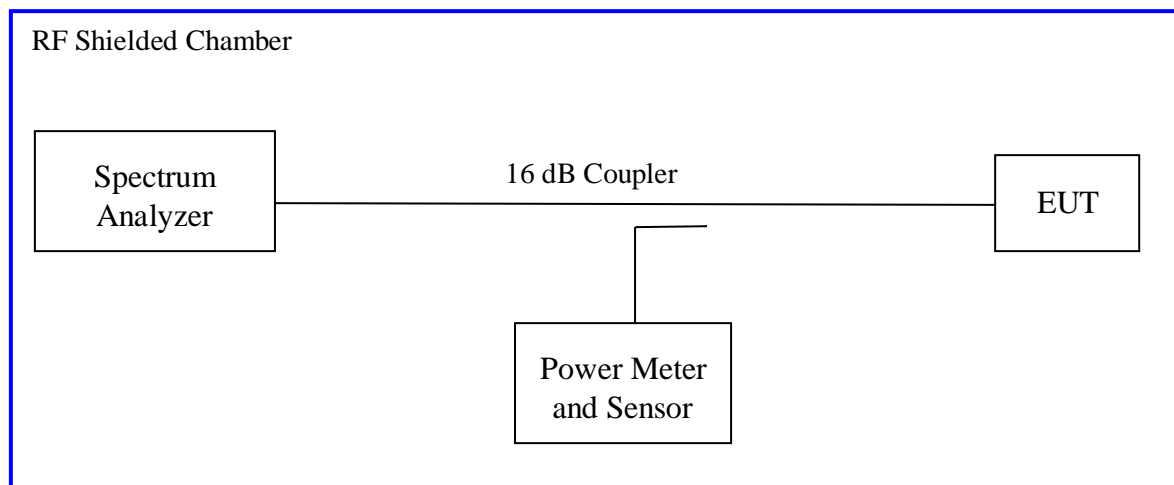 RF Shielded Chamber
Spectrum
Analyzer
16 dB Coupler
EUT
Power Meter
and Sensor